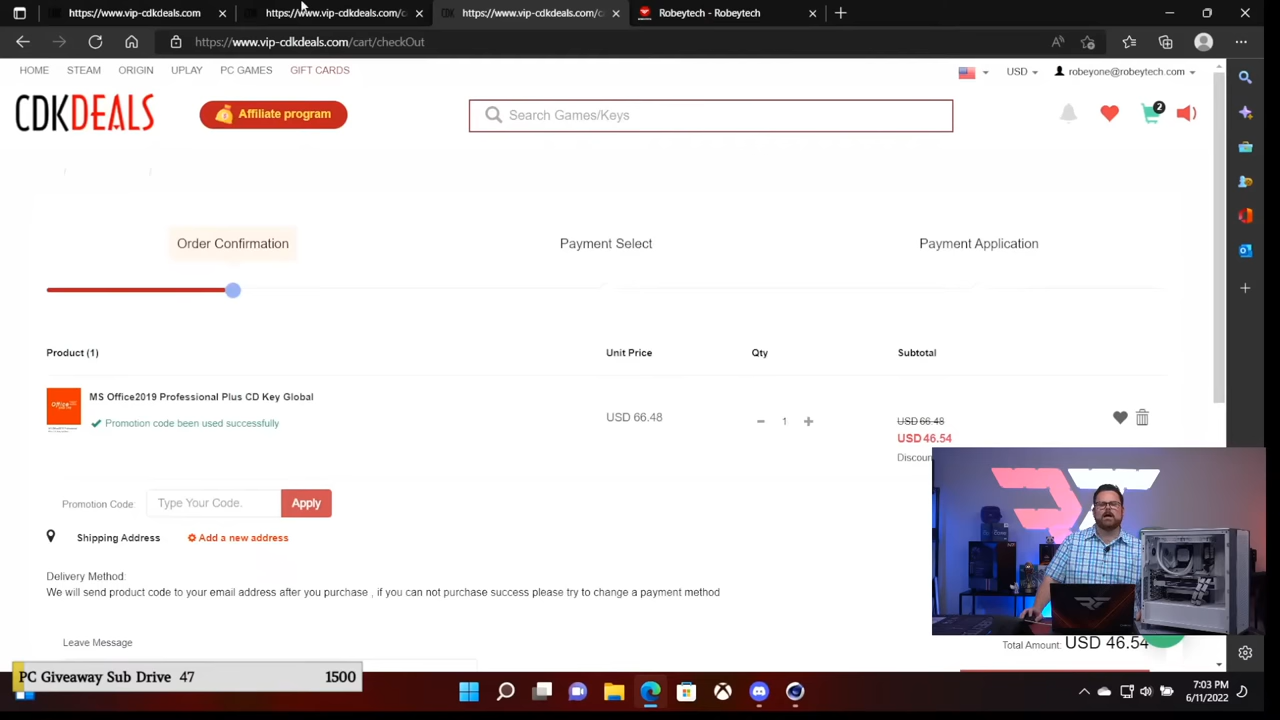 https://www.vip-cdkdeals.com
https://www.vip-cdkdeals.com/c
https://www.vip-cdkdeals.com/c
Robeytech - Robeytech
https://www.vip-cdkdeals.com/cart/checkOut
HOME STEAM ORIGIN UPLAY PC GAMES GIFT CARDS
USD robeyone@robeytech.com
CDKDEALS
Affiliate program
Search Games/Keys
2
Order Confirmation
Payment Select
Payment Application
Product (1) Unit Price Qty Subtotal
MS Office2019 Professional Plus CD Key Global
Promotion code been used successfully
USD 66.48
1
USD 66.48
USD 46.54
Discoun
Promotion Code: Type Your Code. Apply
Shipping Address Add a new address
Delivery Method:
We will send product code to your email address after you purchase , if you can not purchase success please try to change a payment method
Leave Message
Total Amount: USD 46.54
PC Giveaway Sub Drive 47 1500
7:03 PM
6/11/2022